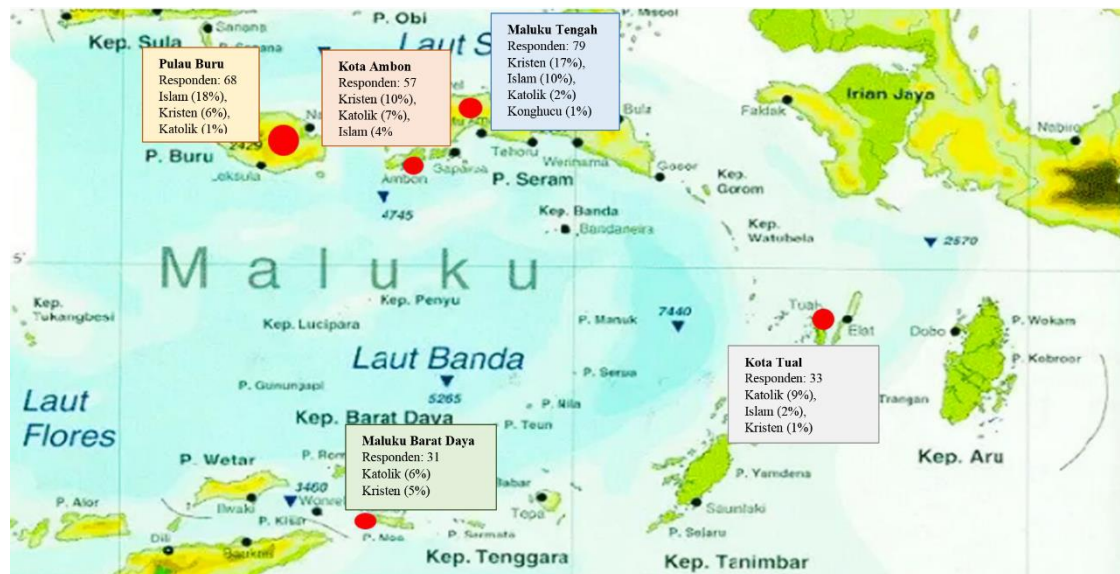 P. Obi
Kep. Sula
Sanana
Laut S
Pulau Buru
Responden: 68
Islam (18%),
Kristen (6%),
Katolik (1%)
Kota Ambon
Responden: 57
Kristen (10%),
Katolik (7%),
Islam (4%
Maluku Tengah
Responden: 79
Kristen (17%),
Islam (10%),
Katolik (2%)
Konghucu (1%)
Irian Jaya
Fakfak
Nabire
Bula
2429
P. Buru
Leksula
Ambon
Saparua
Tehoru
Werinama
P. Seram
Geser
Kep.
Gorom
4745
Kep. Banda
Bandaneira
Kep.
Watubela
2570
5°
Maluku
Kep.
Tukangbesi
Kep. Penyu
Kep. Lucipara
P. Manuk
7440
Tual
Elat
Dobo
P. Wokam
P. Kobroor
Trangan
Kep. Aru
Laut Banda
5265
P. Serua
P. Gunungapi
P. Nila
P. Teun
Laut
Flores
Kep. Barat Daya
Kota Tual
Responden: 33
Katolik (9%),
Islam (2%),
Kristen (1%)
Maluku Barat Daya
Responden: 31
Katolik (6%)
Kristen (5%)
P. Wetar
P. Rom
3460
Ilwaki
Wonrel
P. Kisar
P. Alor
Dili
Baukau
Babar
Tepa
P. Sermata
Kep. Tenggara
P. Yamdena
Saumlaki
P. Selaru
Kep. Tanimbar